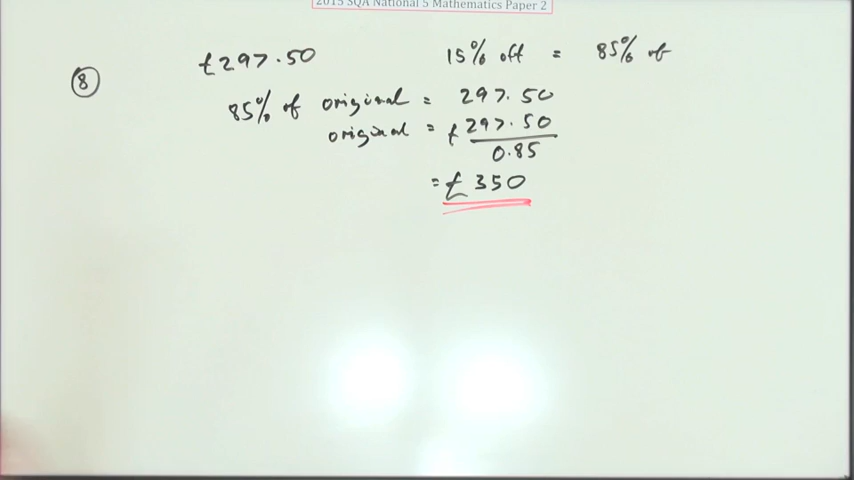 2015 SQA National 5 Mathematics Paper 2
8 £297.50 15% off = 85% of
85% of original = 297.50
original = £297.50
0.85
= £350